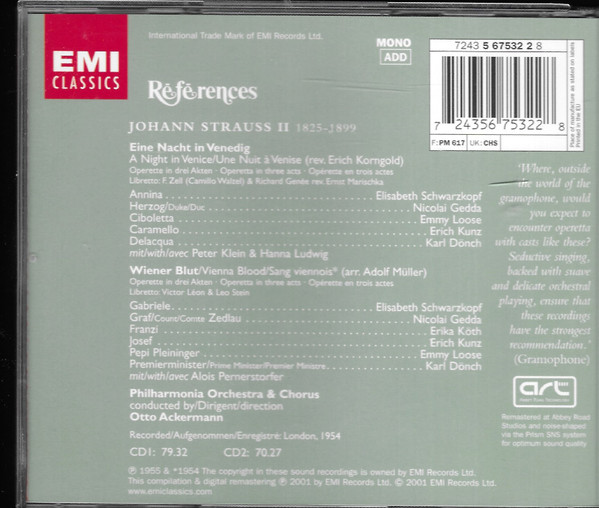 EMI
CLASSICS
International Trade Mark of EMI Records Ltd.
MONO
ADD
7243 5 67532 2 8
7 24356 75322 8
F: PM 617 UK: CHS
Place of manufacture as stated on labels
Printed in the EU
Références
JOHANN STRAUSS II 1825-1899
Eine Nacht in Venedig
A Night in Venice/Une Nuit à Venise (rev. Erich Korngold)
Operette in drei Akten · Operetta in three acts · Opérette en trois actes
Libretto: F. Zell (Camillo Walzel) & Richard Genée rev. Ernst Marischka
Annina ........ Elisabeth Schwarzkopf
Herzog/Duke/Duc ........ Nicolai Gedda
Ciboletta ........ Emmy Loose
Caramello ........ Erich Kunz
Delacqua ........ Karl Dönch
mit/with/avec Peter Klein & Hanna Ludwig
Wiener Blut/Vienna Blood/Sang viennois* (arr. Adolf Müller)
Operette in drei Akten · Operetta in three acts · Opérette en trois actes
Libretto: Victor Léon & Leo Stein
Gabriele ........ Elisabeth Schwarzkopf
Graf/Count/Comte Zedlau ........ Nicolai Gedda
Franzi ........ Erika Köth
Josef ........ Erich Kunz
Pepi Pleininger ........ Emmy Loose
Premierminister/Prime Minister/Premier Ministre ........ Karl Dönch
mit/with/avec Alois Pernerstorfer
Philharmonia Orchestra & Chorus
conducted by/Dirigent/direction
Otto Ackermann
Recorded/Aufgenommen/Enregistré: London, 1954
CD1: 79.32 CD2: 70.27
℗ 1955 & *1954 The copyright in these sound recordings is owned by EMI Records Ltd.
This compilation & digital remastering ℗ 2001 by EMI Records Ltd. © 2001 EMI Records Ltd.
www.emiclassics.com
'Where, outside
the world of the
gramophone, would
you expect to
encounter operetta
with casts like these?
Seductive singing,
backed with suave
and delicate orchestral
playing, ensure that
these recordings
have the strongest
recommendation.'
(Gramophone)
art
Remastered at Abbey Road
Studios and noise-shaped
via the Prism SNS system
for optimum sound quality